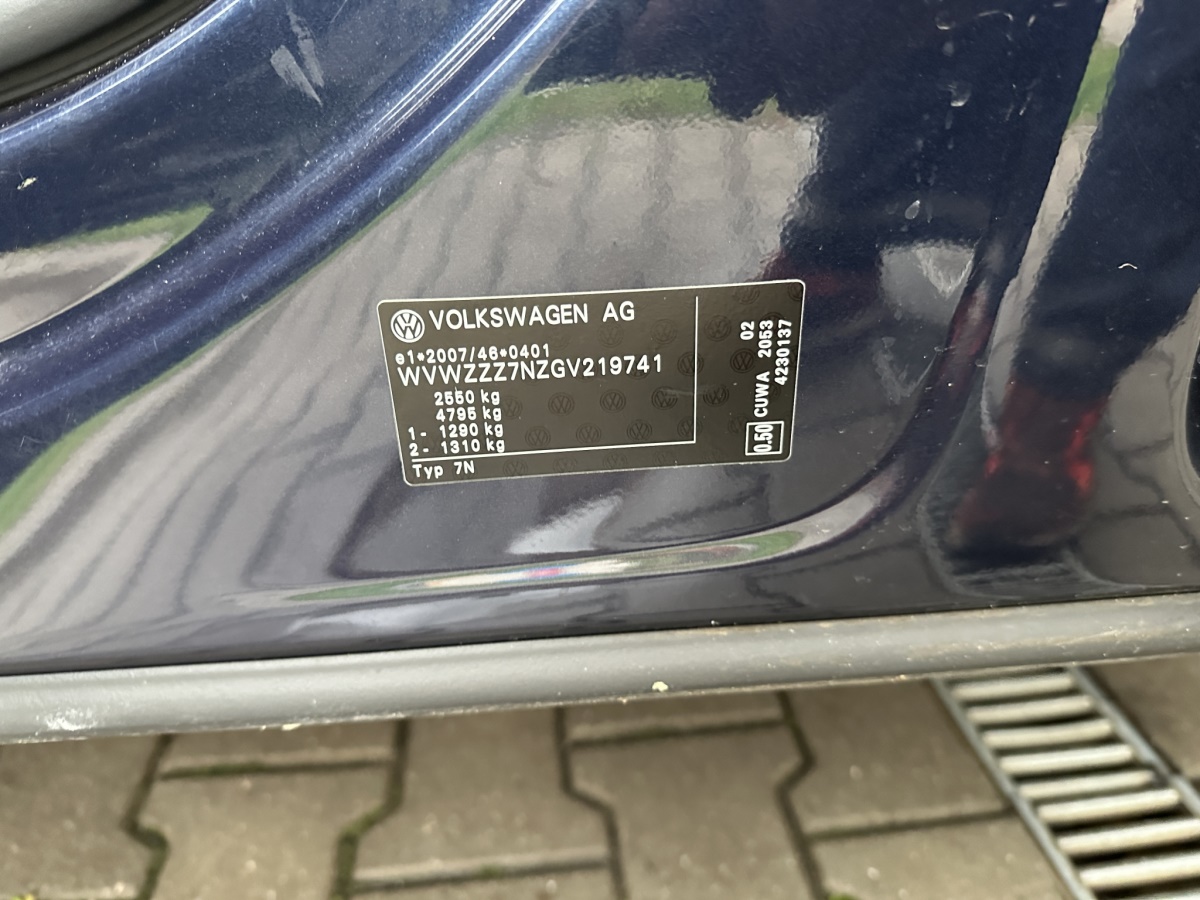 VOLKSWAGEN AG
e1*2007/46*0401
WVWZZZ7NZGV219741
2550 kg
4795 kg
1- 1290 kg
2- 1310 kg
Typ 7N
02
0.50 CUWA 2053
4230137